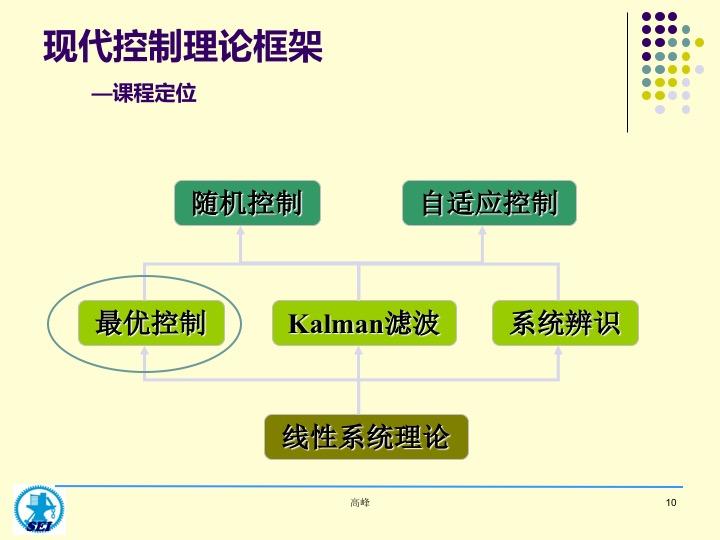 现代控制理论框架
—课程定位
随机控制
自适应控制
最优控制
Kalman滤波
系统辨识
线性系统理论
SEI
高峰
10